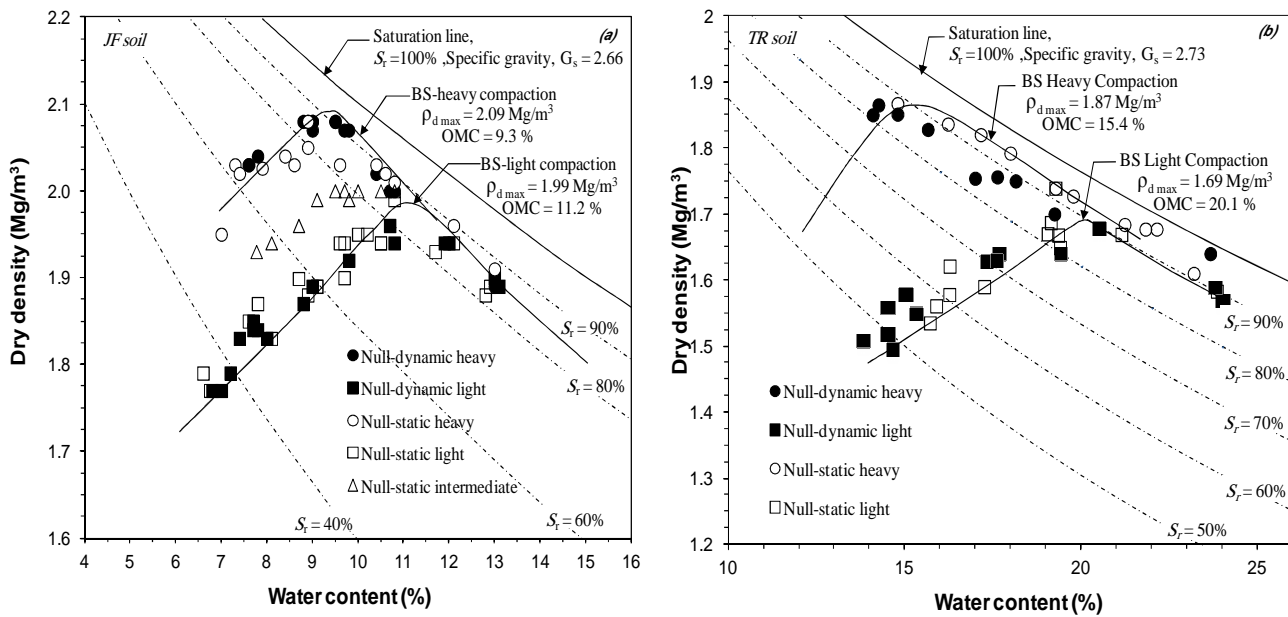 2.2
2.1
2.0
1.9
1.8
1.7
1.6
Dry density (Mg/m³)
4 5 6 7 8 9 10 11 12 13 14 15 16
Water content (%)
JF soil
(a)
Saturation line,
Sr=100% ,Specific gravity, Gs = 2.66
BS-heavy compaction
ρd max = 2.09 Mg/m³
OMC = 9.3 %
BS-light compaction
ρd max = 1.99 Mg/m³
OMC = 11.2 %
Sr = 90%
Sr = 80%
Sr = 60%
Sr = 40%
Null-dynamic heavy
Null-dynamic light
Null-static heavy
Null-static light
Null-static intermediate
2
1.9
1.8
1.7
1.6
1.5
1.4
1.3
1.2
Dry density (Mg/m³)
10 15 20 25
Water content (%)
TR soil
(b)
Saturation line,
Sr=100% ,Specific gravity, Gs = 2.73
BS Heavy Compaction
ρd max = 1.87 Mg/m³
OMC = 15.4 %
BS Light Compaction
ρd max = 1.69 Mg/m³
OMC = 20.1 %
Sr= 90%
Sr= 80%
Sr= 70%
Sr= 60%
Sr= 50%
Null-dynamic heavy
Null-dynamic light
Null-static heavy
Null-static light